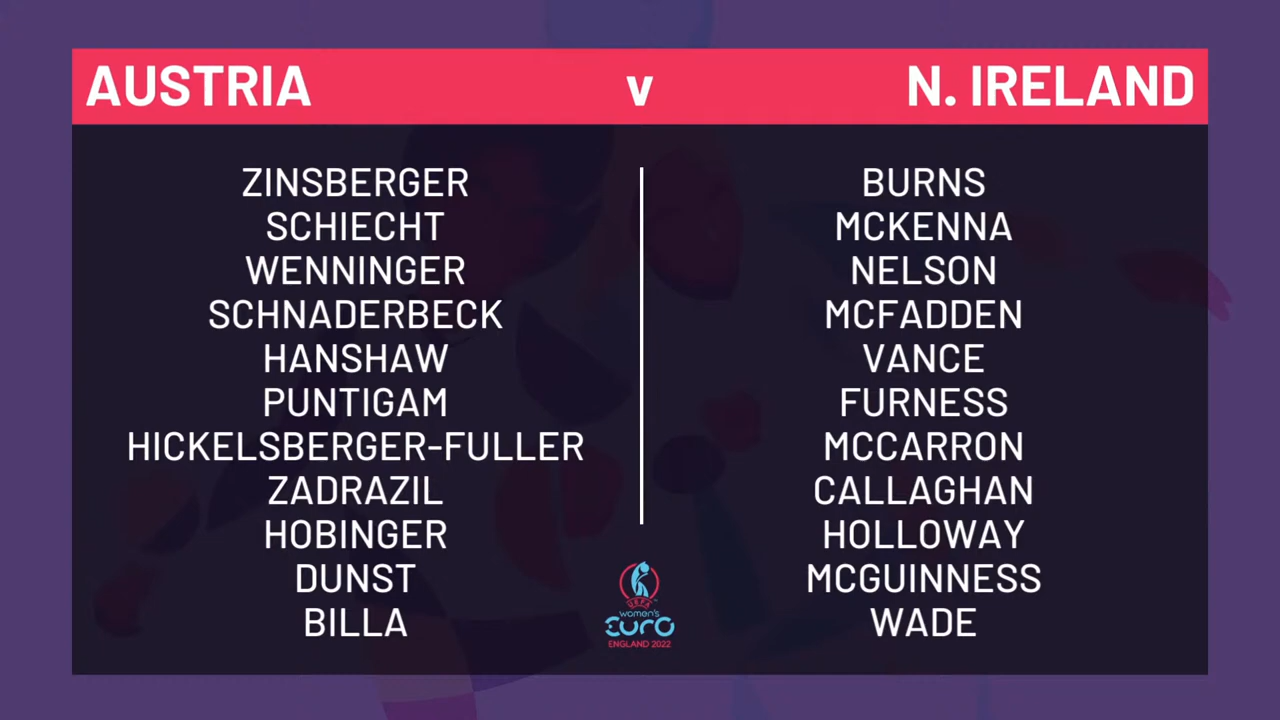 AUSTRIA v N. IRELAND
ZINSBERGER
SCHIECHT
WENNINGER
SCHNADERBECK
HANSHAW
PUNTIGAM
HICKELSBERGER-FULLER
ZADRAZIL
HOBINGER
DUNST
BILLA
BURNS
MCKENNA
NELSON
MCFADDEN
VANCE
FURNESS
MCCARRON
CALLAGHAN
HOLLOWAY
MCGUINNESS
WADE
UEFA
women's
EURO
ENGLAND 2022